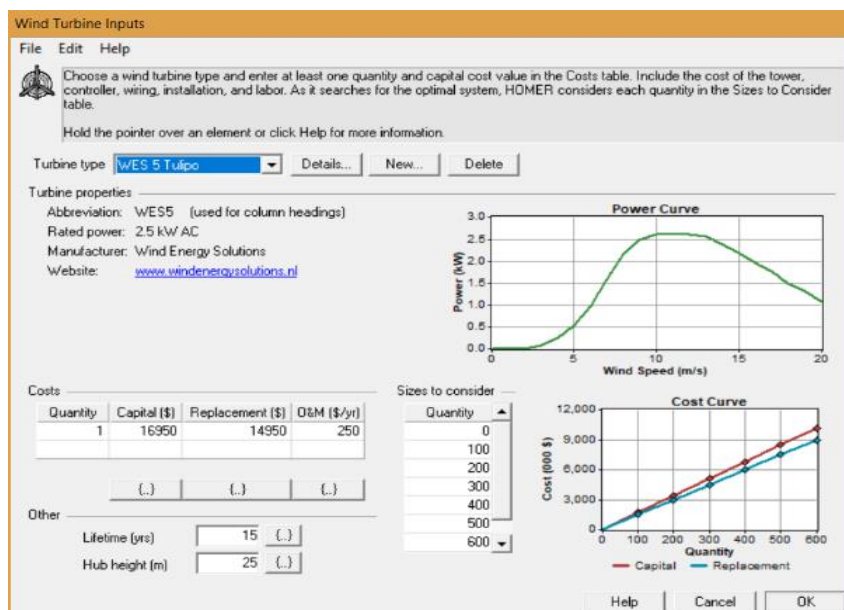 Wind Turbine Inputs
File Edit Help
Choose a wind turbine type and enter at least one quantity and capital cost value in the Costs table. Include the cost of the tower,
controller, wiring, installation, and labor. As it searches for the optimal system, HOMER considers each quantity in the Sizes to Consider
table.
Hold the pointer over an element or click Help for more information.
Turbine type WES 5 Tulipo Details... New... Delete
Turbine properties
Abbreviation: WES5 (used for column headings)
Rated power: 2.5 kW AC
Manufacturer: Wind Energy Solutions
Website: www.windenergysolutions.nl
Power Curve
Power (kW)
3.0
2.5
2.0
1.5
1.0
0.5
0.0
0 5 10 15 20
Wind Speed (m/s)
Costs
Quantity Capital ($) Replacement ($) O&M ($/yr)
1 16950 14950 250
{..} {..} {..}
Other
Lifetime (yrs) 15 {..}
Hub height (m) 25 {..}
Sizes to consider
Quantity
0
100
200
300
400
500
600
Cost Curve
Cost (000 $)
12,000
9,000
6,000
3,000
0
0 100 200 300 400 500 600
Quantity
Capital Replacement
Help Cancel OK